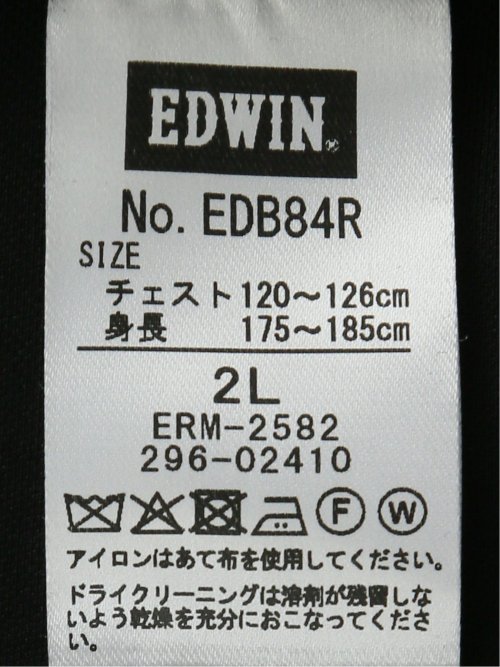 EDWIN®
No. EDB84R
SIZE
チェスト 120～126cm
身長 175～185cm
2L
ERM-2582
296-02410
F W
アイロンはあて布を使用してください。
ドライクリーニングは溶剤が残留しな
いよう乾燥を充分におこなってくださ
い。